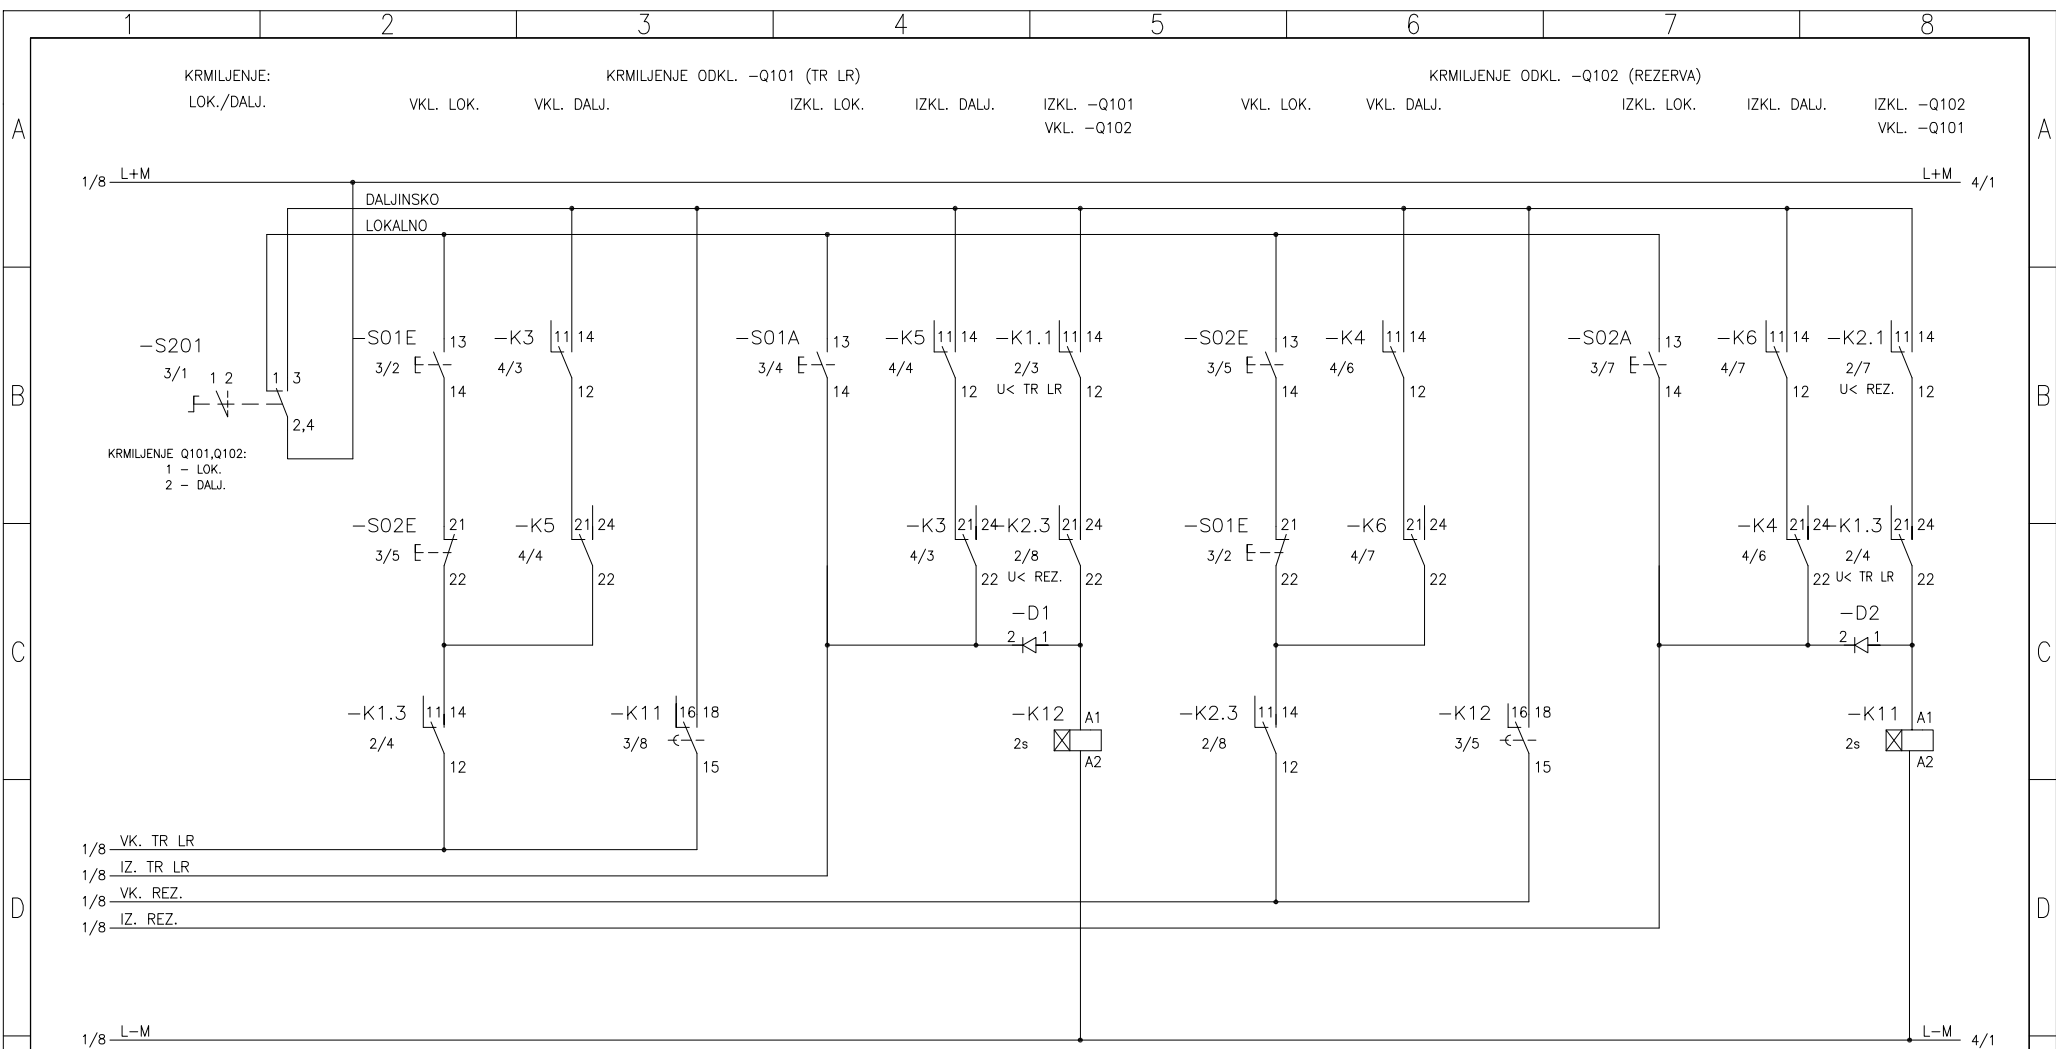 1 2 3 4 5 6 7 8
KRMILJENJE: KRMILJENJE ODKL. -Q101 (TR LR) KRMILJENJE ODKL. -Q102 (REZERVA)
LOK./DALJ. VKL. LOK. VKL. DALJ. IZKL. LOK. IZKL. DALJ. IZKL. -Q101 VKL. LOK. VKL. DALJ. IZKL. LOK. IZKL. DALJ. IZKL. -Q102
A VKL. -Q102 VKL. -Q101 A
1/8 L+M L+M 4/1
DALJINSKO
LOKALNO
-S201 -S01E 13 -K3 11 14 -S01A 13 -K5 11 14 -K1.1 11 14 -S02E 13 -K4 11 14 -S02A 13 -K6 11 14 -K2.1 11 14
3/1 1 2 1 3 3/2 4/3 3/4 4/4 2/3 3/5 4/6 3/7 4/7 2/7
B 14 12 14 12 U< TR LR 12 14 12 14 12 U< REZ. 12 B
2,4
KRMILJENJE Q101,Q102:
1 - LOK.
2 - DALJ.
-S02E 21 -K5 21 24 -K3 21 24 -K2.3 21 24 -S01E 21 -K6 21 24 -K4 21 24 -K1.3 21 24
3/5 4/4 4/3 2/8 3/2 4/7 4/6 2/4
22 22 22 U< REZ. 22 22 22 22 U< TR LR 22
-D1 -D2
2 1 2 1
C C
-K1.3 11 14 -K11 16 18 -K12 A1 -K2.3 11 14 -K12 16 18 -K11 A1
2/4 3/8 2s 2/8 3/5 2s
12 15 A2 12 15 A2
1/8 VK. TR LR
1/8 IZ. TR LR
1/8 VK. REZ.
D D
1/8 IZ. REZ.
1/8 L-M L-M 4/1